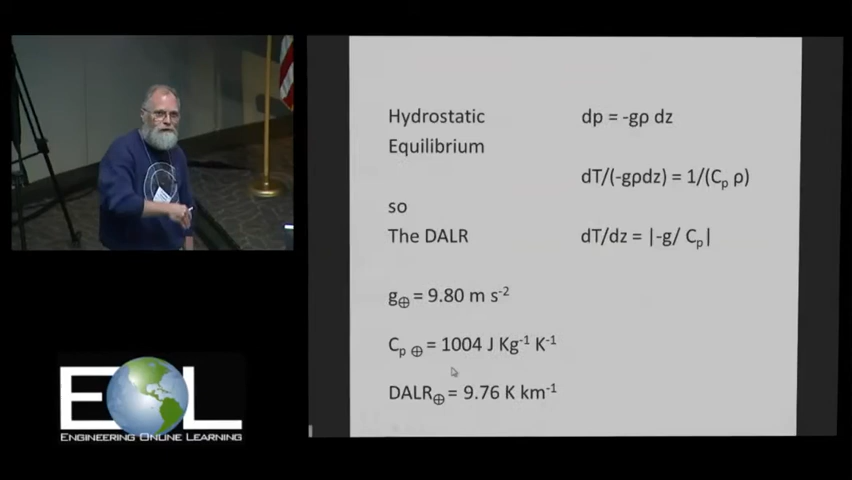 Hydrostatic dp = -gρ dz
Equilibrium
dT/(-gρdz) = 1/(Cₚ ρ)
so
The DALR dT/dz = |-g/ Cₚ|
g⊕ = 9.80 m s⁻²
Cₚ ⊕ = 1004 J Kg⁻¹ K⁻¹
DALR⊕ = 9.76 K km⁻¹
EOL
ENGINEERING ONLINE LEARNING